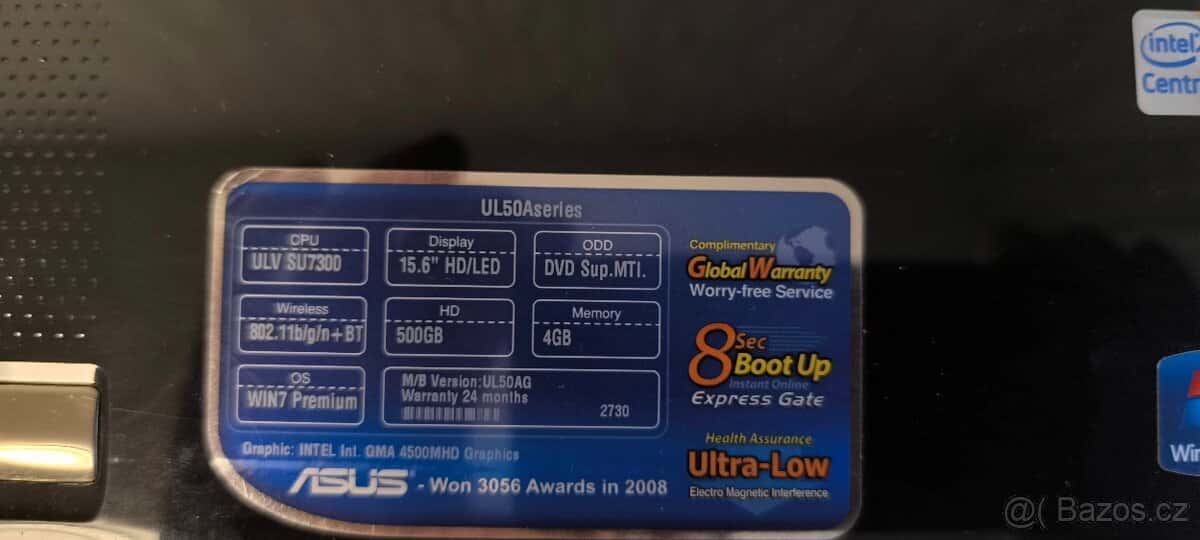 intel
Centr
UL50Aseries
CPU
ULV SU7300
Display
15.6" HD/LED
ODD
DVD Sup.MTI.
Wireless
802.11b/g/n+BT
HD
500GB
Memory
4GB
OS
WIN7 Premium
M/B Version:UL50AG
Warranty 24 months
2730
Graphic: INTEL Int. GMA 4500MHD Graphics
ASUS - Won 3056 Awards in 2008
Complimentary
Global Warranty
Worry-free Service
8 Sec
Boot Up
Instant Online
Express Gate
Health Assurance
Ultra-Low
Electro Magnetic Interference
Win
@( Bazos.cz